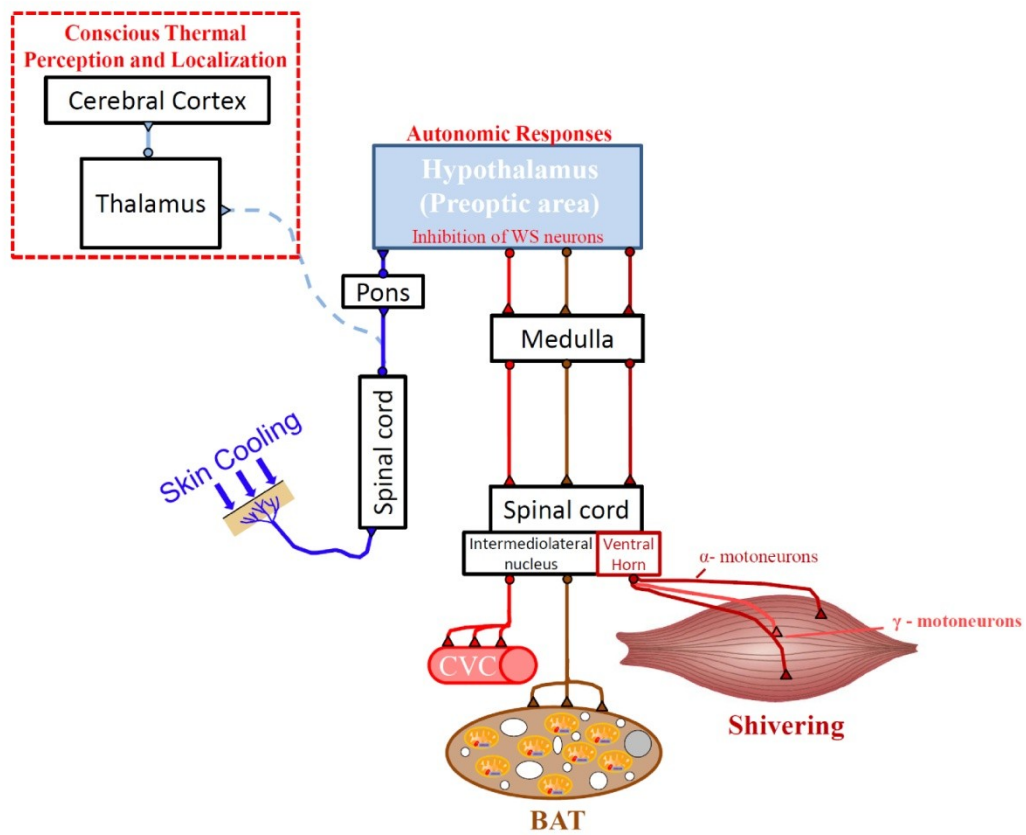 Conscious Thermal
Perception and Localization
Cerebral Cortex
Thalamus
Autonomic Responses
Hypothalamus
(Preoptic area)
Inhibition of WS neurons
Pons
Medulla
Skin Cooling
Spinal cord
Spinal cord
Intermediolateral
nucleus
Ventral
Horn
α- motoneurons
γ - motoneurons
CVC
Shivering
BAT